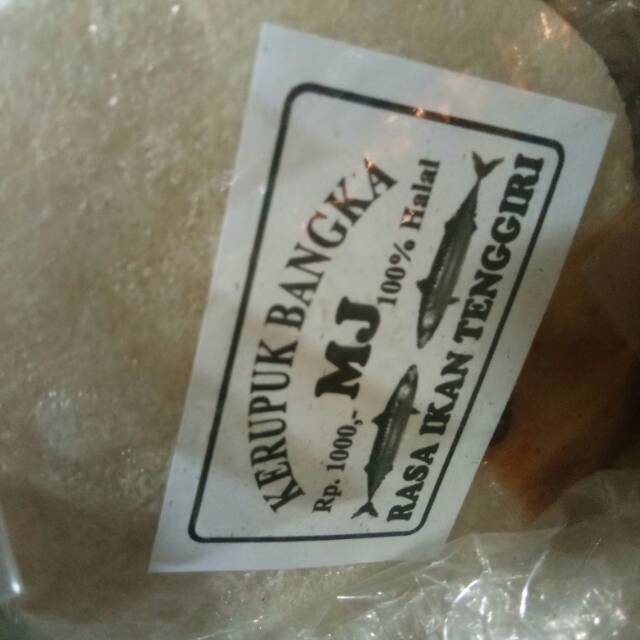 KERUPUK BANGKA
Rp. 1000,- MJ 100% Halal
RASA IKAN TENGGIRI